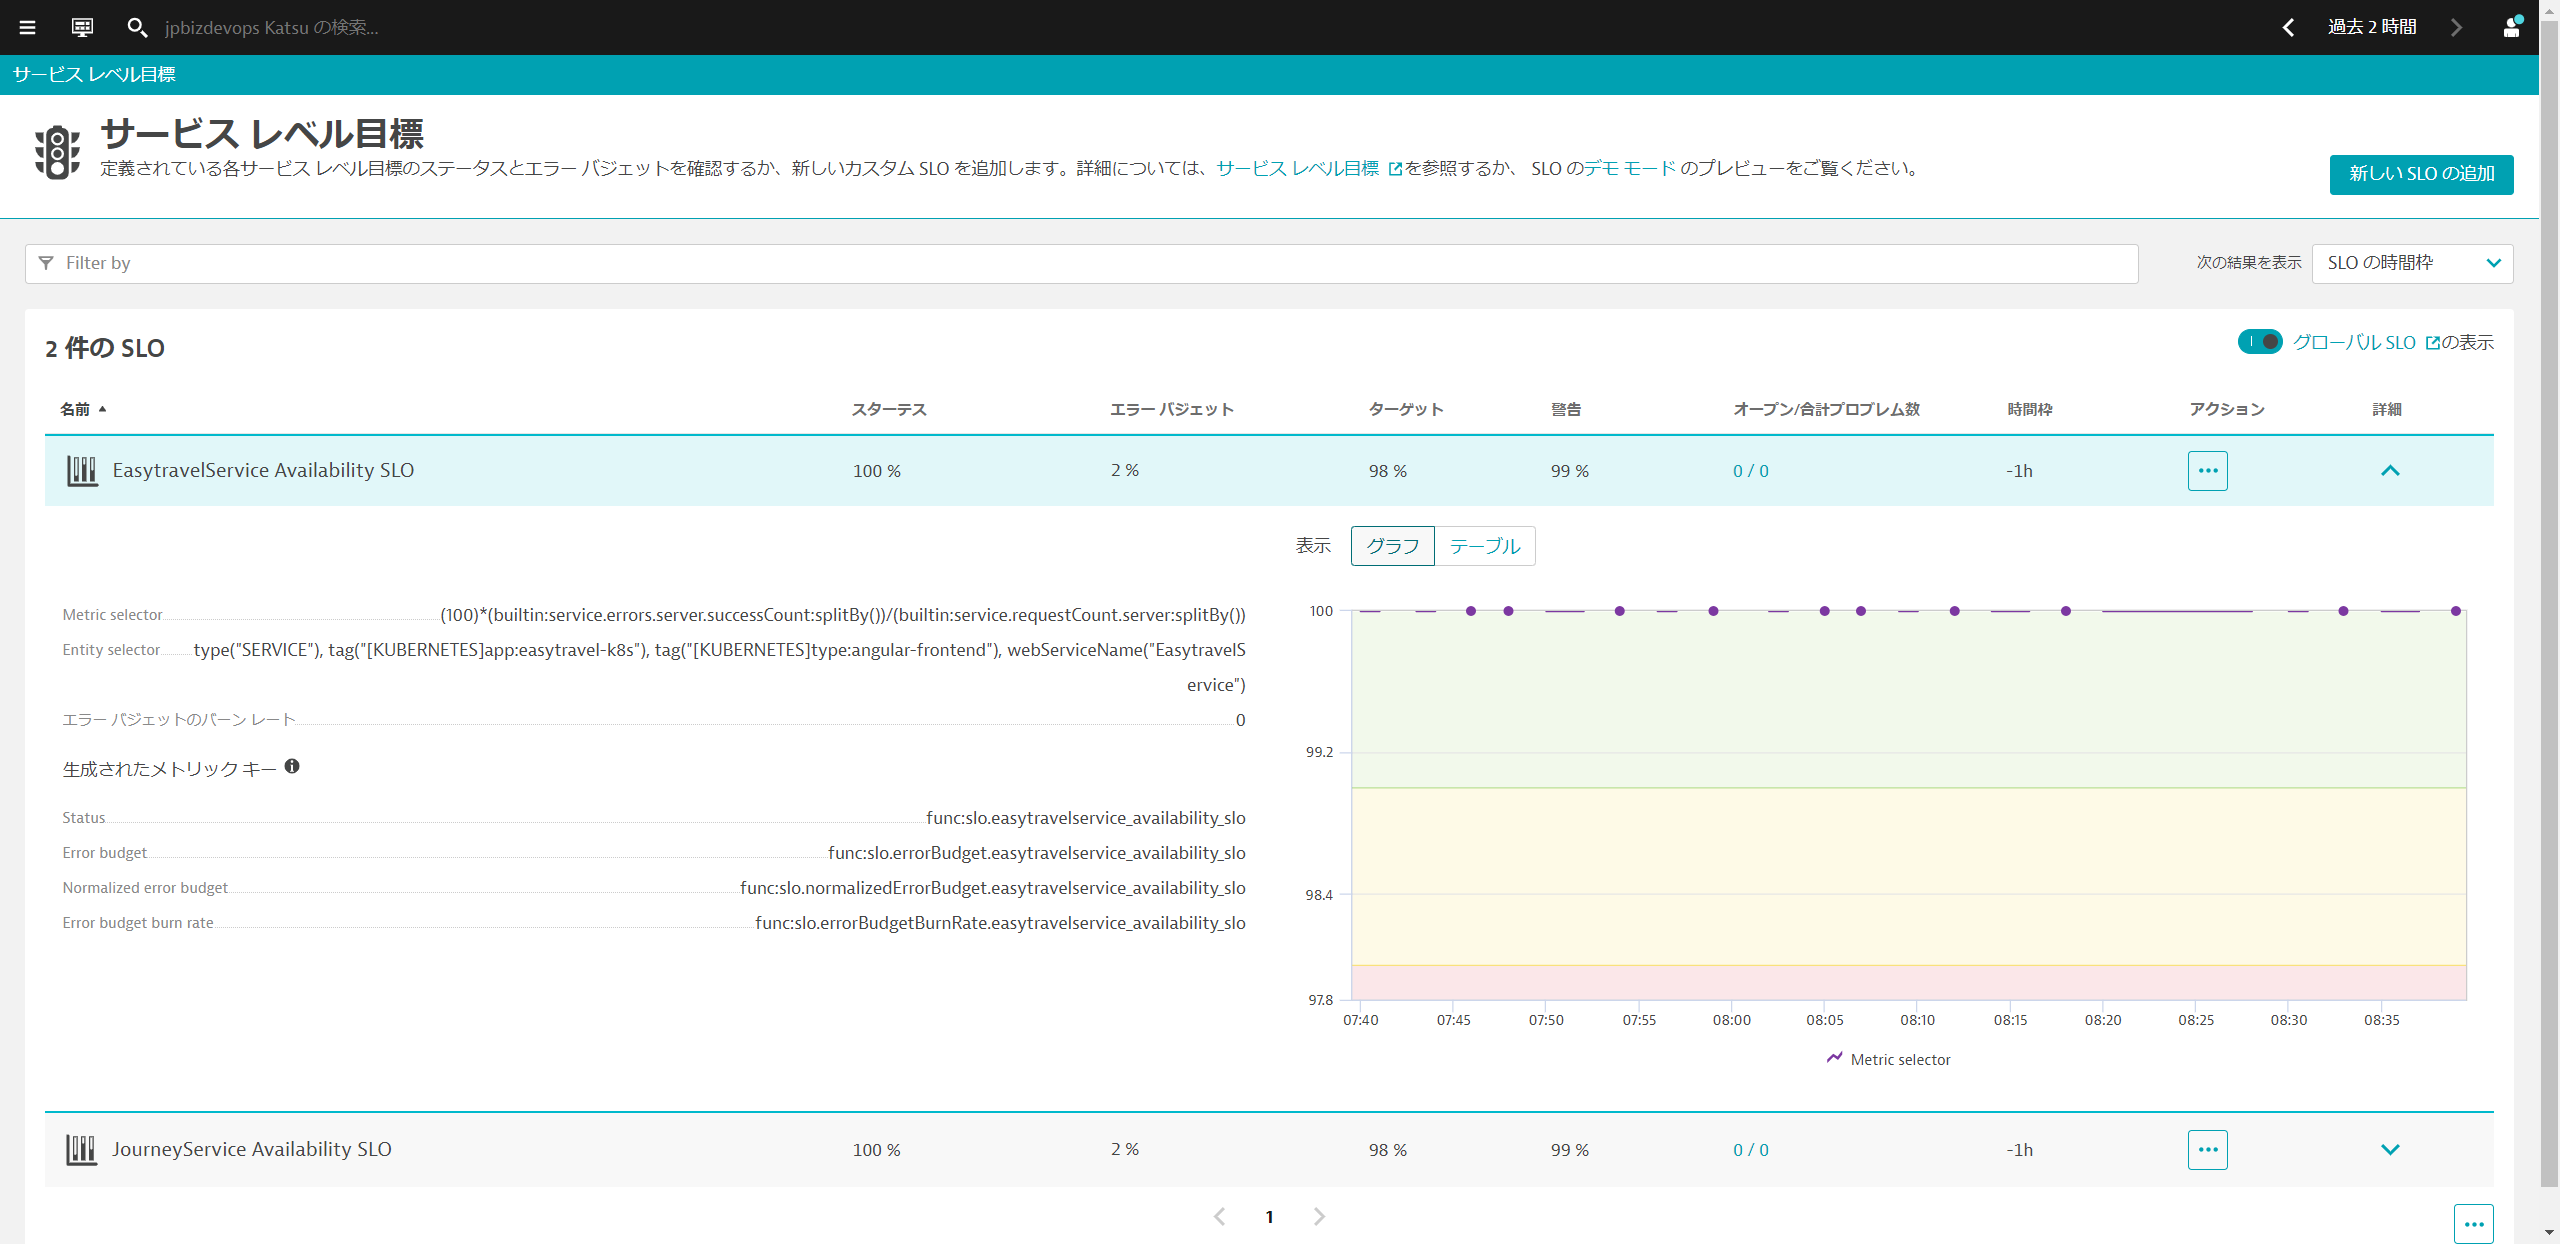 jpbizdevops Katsu の検索...
過去 2 時間
サービス レベル目標
サービス レベル目標
定義されている各サービス レベル目標のステータスとエラー バジェットを確認するか、新しいカスタム SLO を追加します。詳細については、サービス レベル目標 を参照するか、 SLO のデモ モード のプレビューをご覧ください。
新しい SLO の追加
Filter by
次の結果を表示
SLO の時間枠
2 件の SLO
グローバル SLO の表示
名前 スターテス エラー バジェット ターゲット 警告 オープン/合計プロブレム数 時間枠 アクション 詳細
EasytravelService Availability SLO 100 % 2 % 98 % 99 % 0 / 0 -1h
表示 グラフ テーブル
Metric selector (100)*(builtin:service.errors.server.successCount:splitBy())/(builtin:service.requestCount.server:splitBy())
Entity selector type("SERVICE"), tag("[KUBERNETES]app:easytravel-k8s"), tag("[KUBERNETES]type:angular-frontend"), webServiceName("EasytravelS
ervice")
エラー バジェットのバーン レート 0
生成されたメトリック キー
Status func:slo.easytravelservice_availability_slo
Error budget func:slo.errorBudget.easytravelservice_availability_slo
Normalized error budget func:slo.normalizedErrorBudget.easytravelservice_availability_slo
Error budget burn rate func:slo.errorBudgetBurnRate.easytravelservice_availability_slo
100
99.2
98.4
97.8
07:40 07:45 07:50 07:55 08:00 08:05 08:10 08:15 08:20 08:25 08:30 08:35
Metric selector
JourneyService Availability SLO 100 % 2 % 98 % 99 % 0 / 0 -1h
1